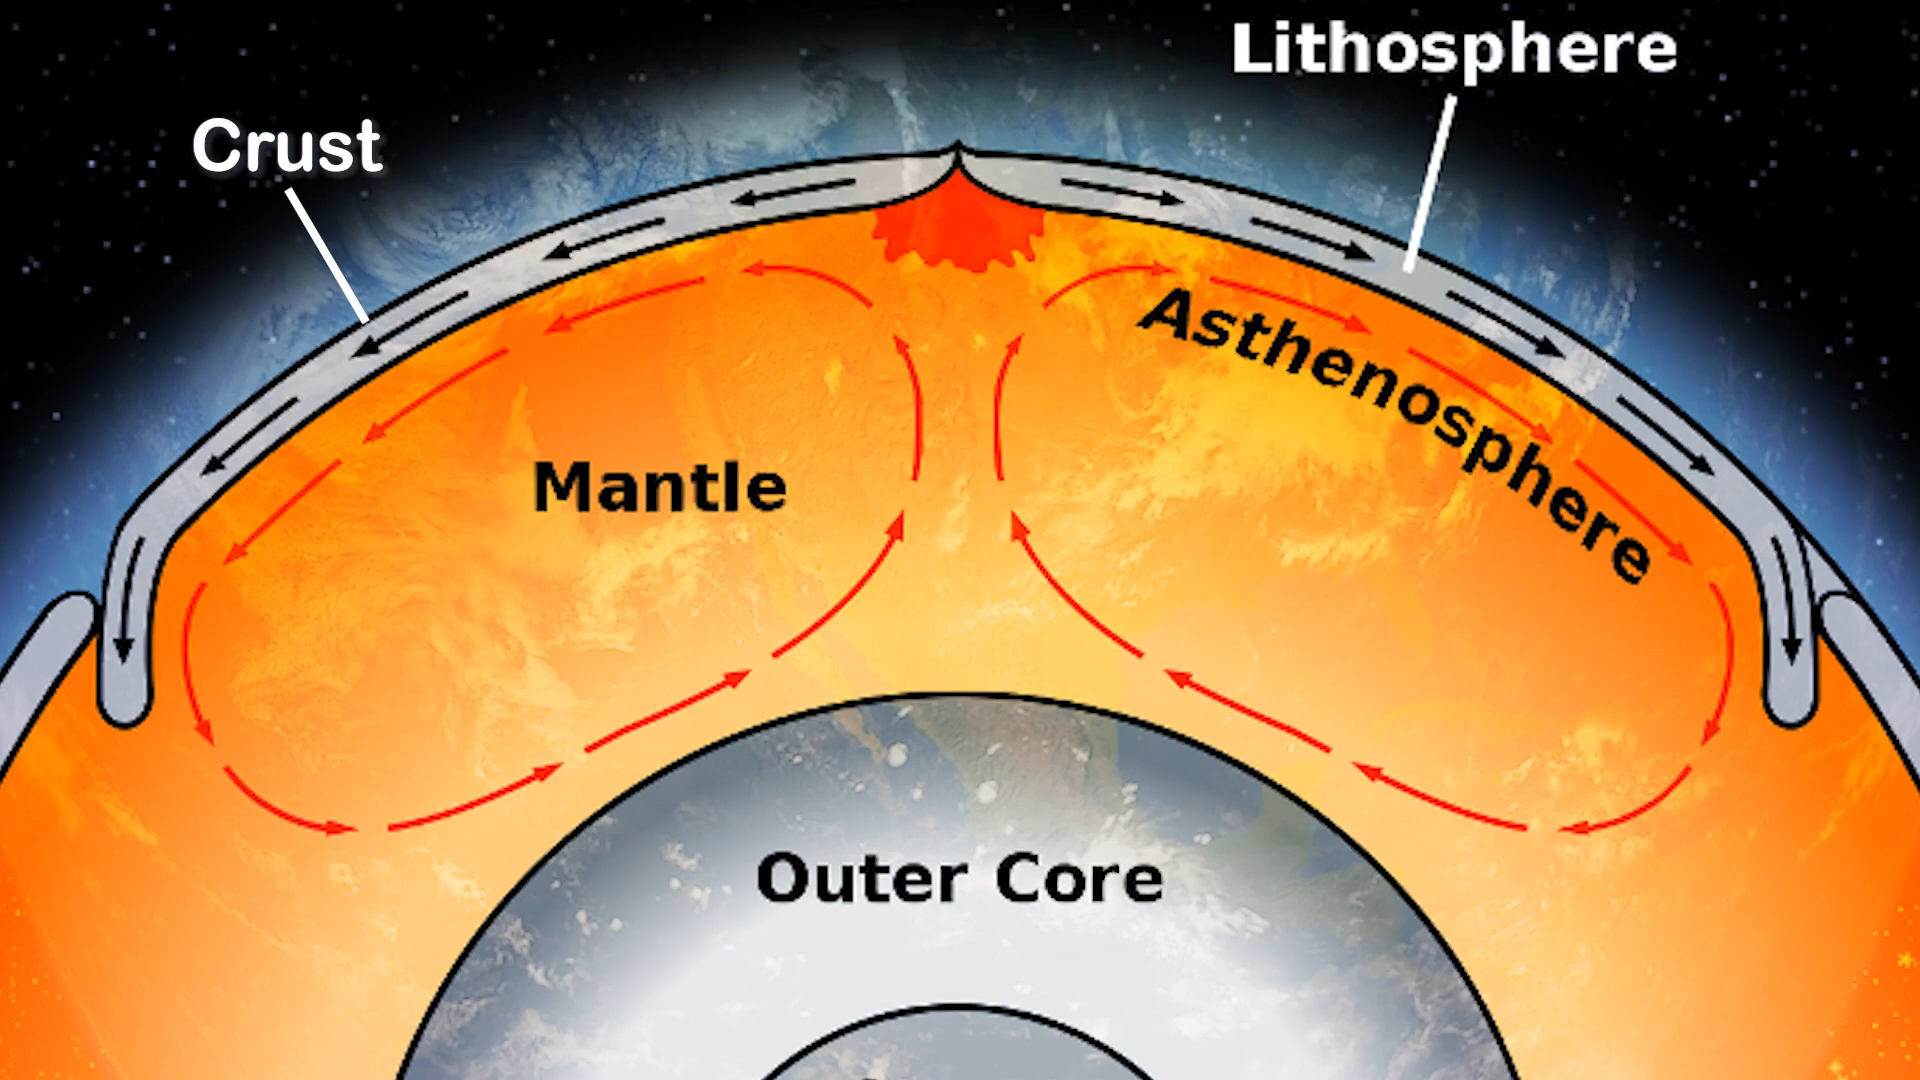 Lithosphere
Crust
Asthenosphere
Mantle
Outer Core